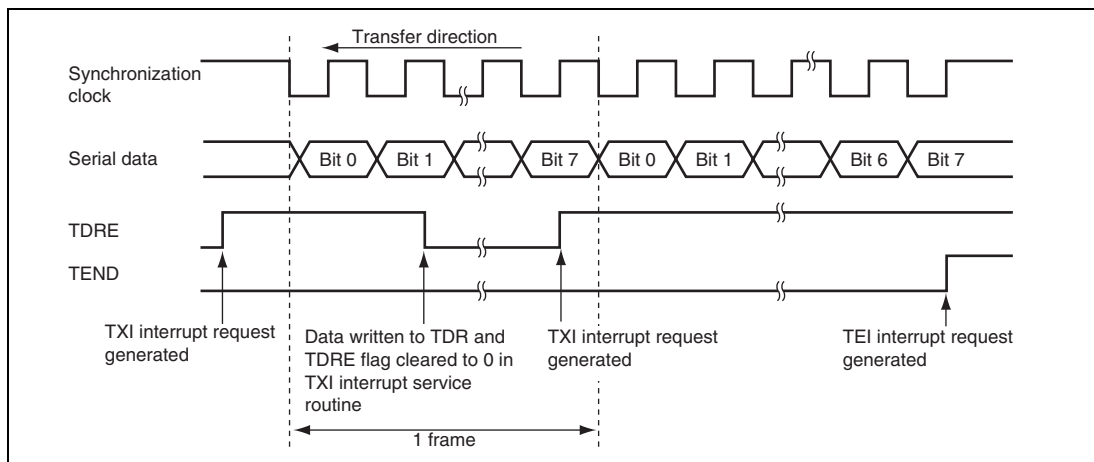 Transfer direction
Synchronization
clock
Serial data
Bit 0
Bit 1
Bit 7
Bit 0
Bit 1
Bit 6
Bit 7
TDRE
TEND
TXI interrupt request
generated
Data written to TDR and
TDRE flag cleared to 0 in
TXI interrupt service
routine
TXI interrupt request
generated
TEI interrupt request
generated
1 frame